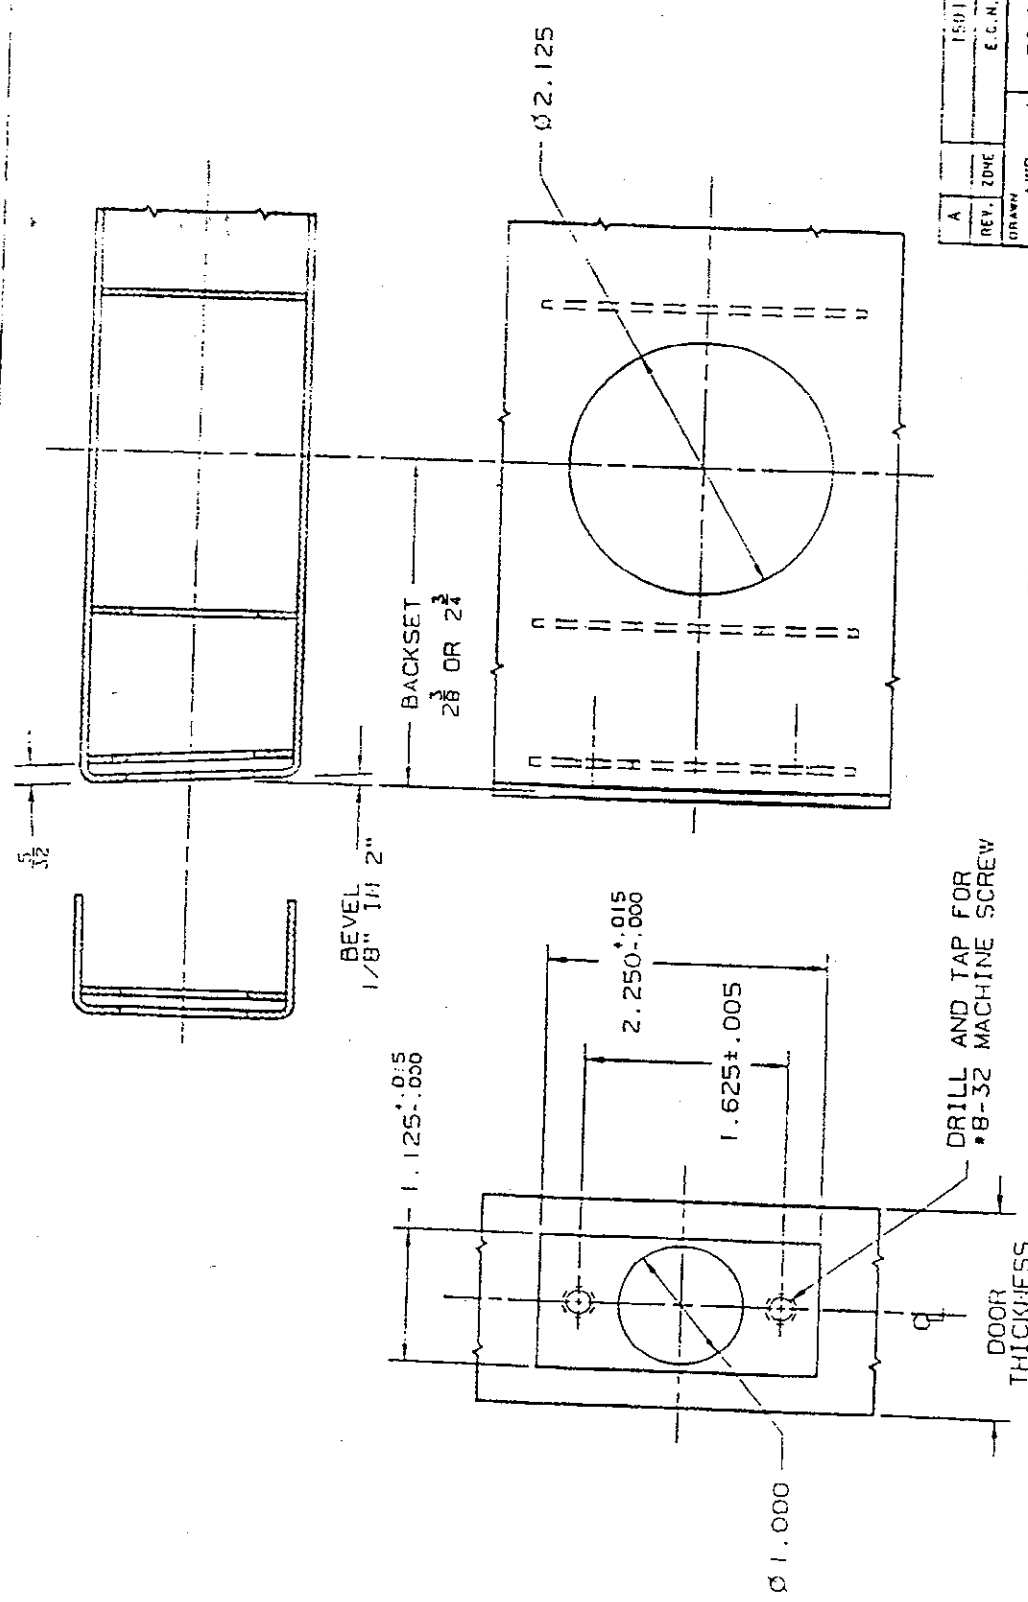 5/32
BEVEL
1/8" IN 2"
BACKSET
2 3/8 OR 2 3/4
Ø2.125
1.125 +.015 -.000
2.250 +.015 -.000
1.625±.005
DRILL AND TAP FOR
#8-32 MACHINE SCREW
Ø1.000
DOOR
THICKNESS
A
1501
REV.
ZONE
E.C.N.
DRAWN